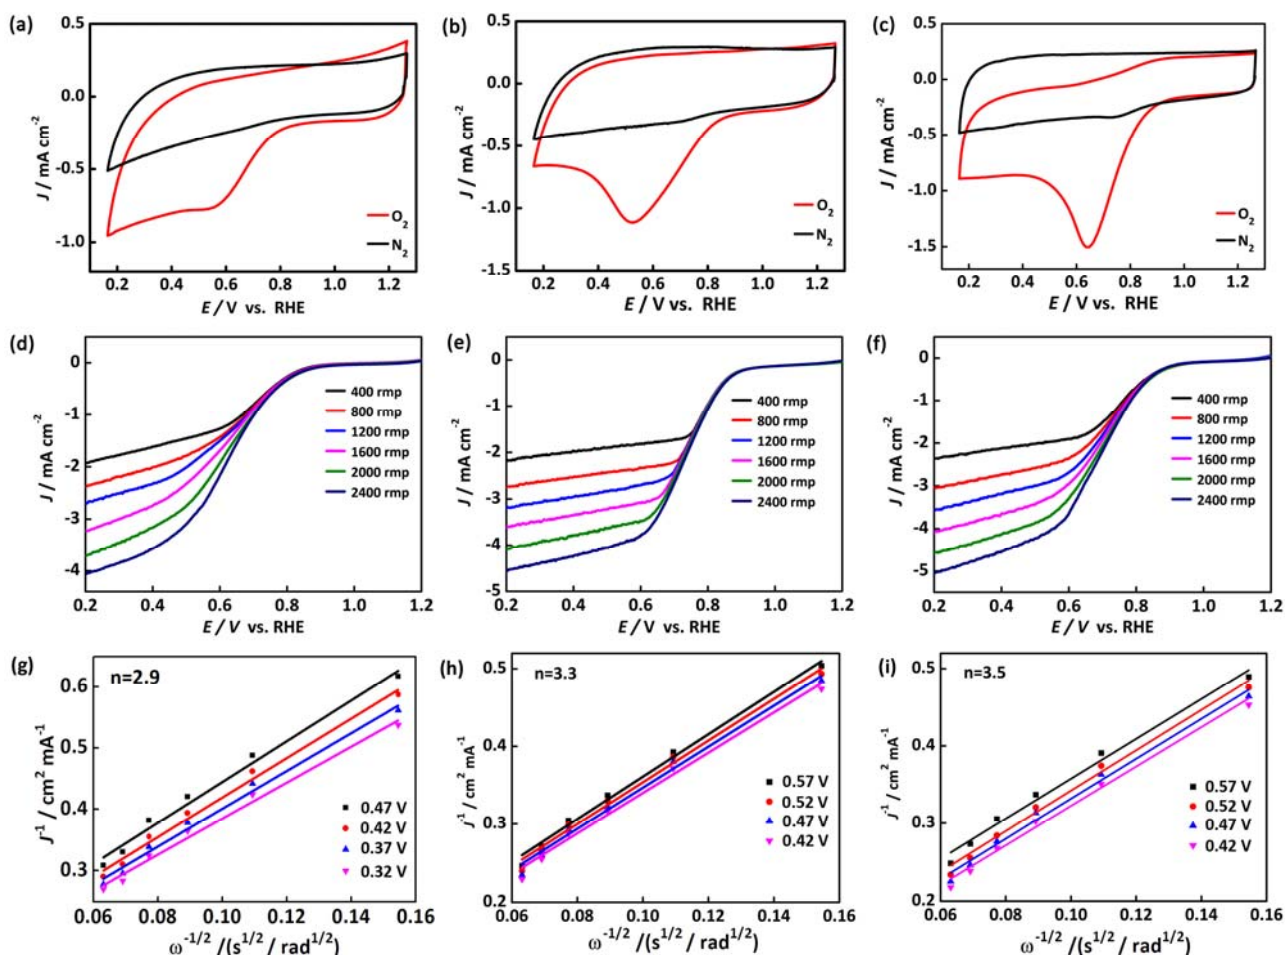 (a)
0.5
0.0
-0.5
-1.0
J / mA cm-2
O2
N2
0.2 0.4 0.6 0.8 1.0 1.2
E / V vs. RHE
(b)
0.5
0.0
-0.5
-1.0
-1.5
J / mA cm-2
O2
N2
0.2 0.4 0.6 0.8 1.0 1.2
E / V vs. RHE
(c)
0.5
0.0
-0.5
-1.0
-1.5
J / mA cm-2
O2
N2
0.2 0.4 0.6 0.8 1.0 1.2
E / V vs. RHE
(d)
0
-1
-2
-3
-4
J / mA cm-2
400 rmp
800 rmp
1200 rmp
1600 rmp
2000 rmp
2400 rmp
0.2 0.4 0.6 0.8 1.0 1.2
E / V vs. RHE
(e)
0
-1
-2
-3
-4
-5
J / mA cm-2
400 rmp
800 rmp
1200 rmp
1600 rmp
2000 rmp
2400 rmp
0.2 0.4 0.6 0.8 1.0 1.2
E / V vs. RHE
(f)
0
-1
-2
-3
-4
-5
J / mA cm-2
400 rmp
800 rmp
1200 rmp
1600 rmp
2000 rmp
2400 rmp
0.2 0.4 0.6 0.8 1.0 1.2
E / V vs. RHE
(g)
n=2.9
0.6
0.5
0.4
0.3
J-1 / cm2 mA-1
0.47 V
0.42 V
0.37 V
0.32 V
0.06 0.08 0.10 0.12 0.14 0.16
ω-1/2 /(s1/2 / rad1/2)
(h)
n=3.3
0.5
0.4
0.3
0.2
j-1 / cm2 mA-1
0.57 V
0.52 V
0.47 V
0.42 V
0.06 0.08 0.10 0.12 0.14 0.16
ω-1/2 /(s1/2 / rad1/2)
(i)
n=3.5
0.5
0.4
0.3
0.2
j-1 / cm2 mA-1
0.57 V
0.52 V
0.47 V
0.42 V
0.06 0.08 0.10 0.12 0.14 0.16
ω-1/2 /(s1/2 / rad1/2)